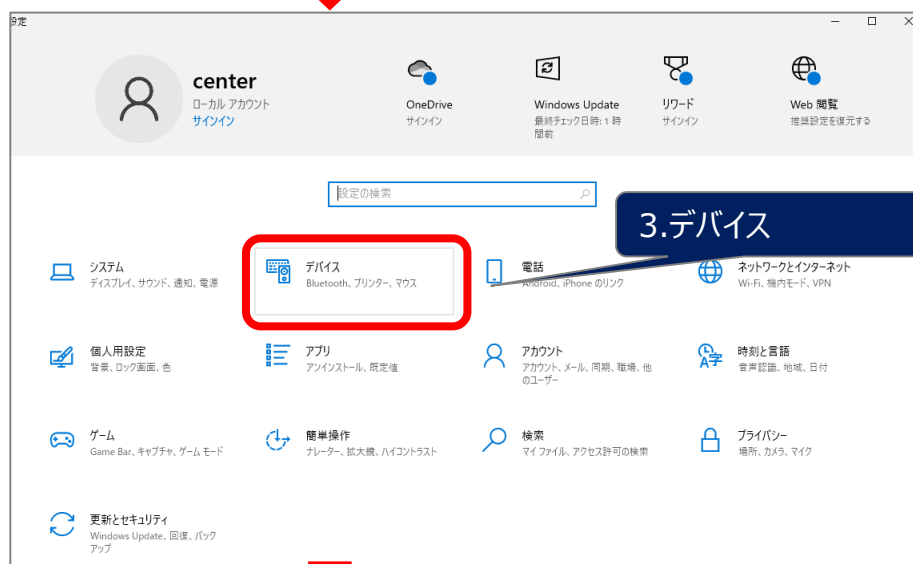 設定
center
ローカル アカウント
サインイン
OneDrive
サインイン
Windows Update
最終チェック日時: 1 時
間前
リワード
サインイン
Web 閲覧
推奨設定を復元する
設定の検索
3.デバイス
システム
ディスプレイ、サウンド、通知、電源
デバイス
Bluetooth、プリンター、マウス
電話
Android、iPhone のリンク
ネットワークとインターネット
Wi-Fi、機内モード、VPN
個人用設定
背景、ロック画面、色
アプリ
アンインストール、既定値
アカウント
アカウント、メール、同期、職場、他
のユーザー
時刻と言語
音声認識、地域、日付
ゲーム
Game Bar、キャプチャ、ゲーム モード
簡単操作
ナレーター、拡大鏡、ハイコントラスト
検索
マイ ファイル、アクセス許可の検索
プライバシー
場所、カメラ、マイク
更新とセキュリティ
Windows Update、回復、バック
アップ